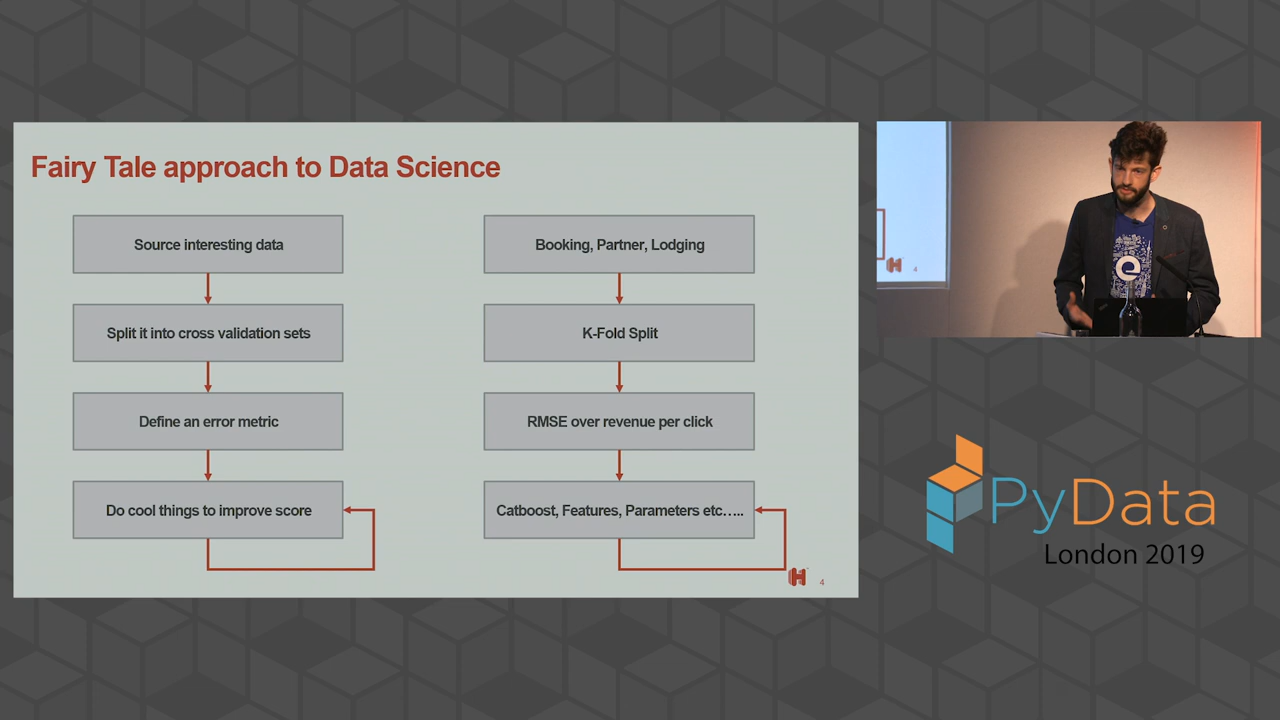 Fairy Tale approach to Data Science
Source interesting data
Split it into cross validation sets
Define an error metric
Do cool things to improve score
Booking, Partner, Lodging
K-Fold Split
RMSE over revenue per click
Catboost, Features, Parameters etc…..
H
4
H
4
e
PyData
London 2019